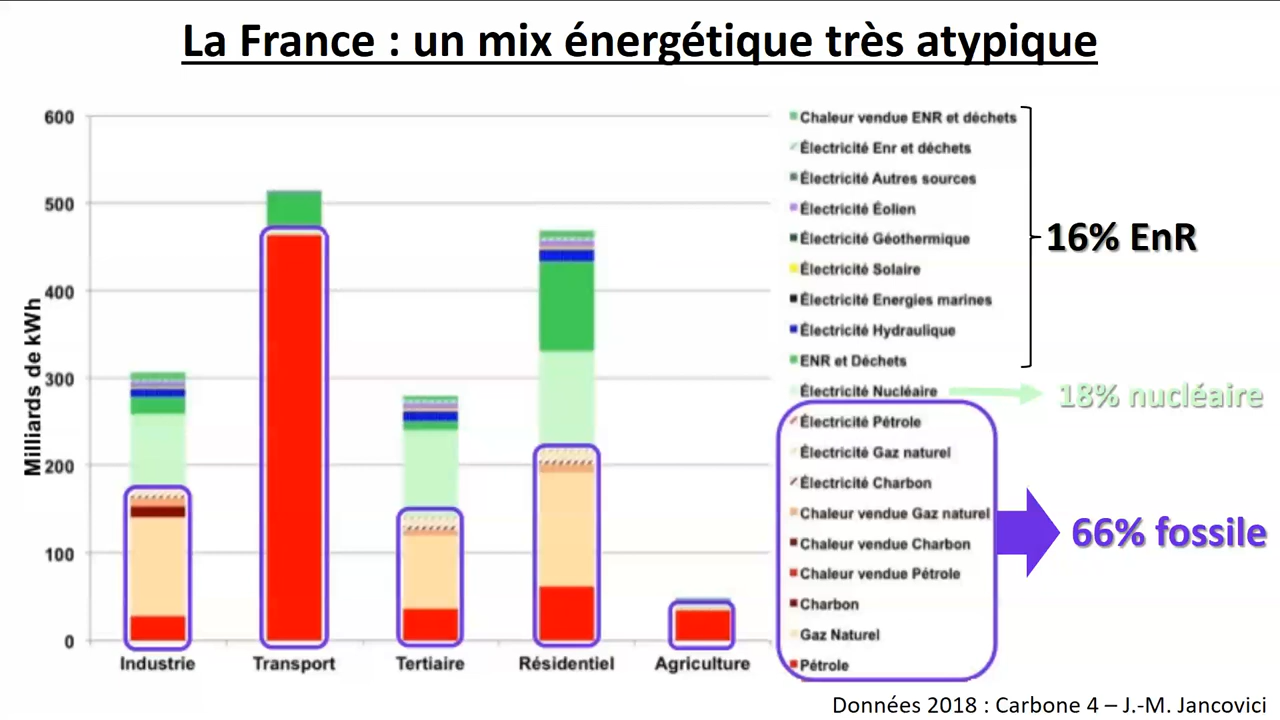 La France : un mix énergétique très atypique
Milliards de kWh
600
500
400
300
200
100
0
Industrie
Transport
Tertiaire
Résidentiel
Agriculture
Chaleur vendue ENR et déchets
Électricité Enr et déchets
Électricité Autres sources
Électricité Éolien
Électricité Géothermique
Électricité Solaire
Électricité Energies marines
Électricité Hydraulique
ENR et Déchets
Électricité Nucléaire
Électricité Pétrole
Électricité Gaz naturel
Électricité Charbon
Chaleur vendue Gaz naturel
Chaleur vendue Charbon
Chaleur vendue Pétrole
Charbon
Gaz Naturel
Pétrole
16% EnR
18% nucléaire
66% fossile
Données 2018 : Carbone 4 – J.-M. Jancovici